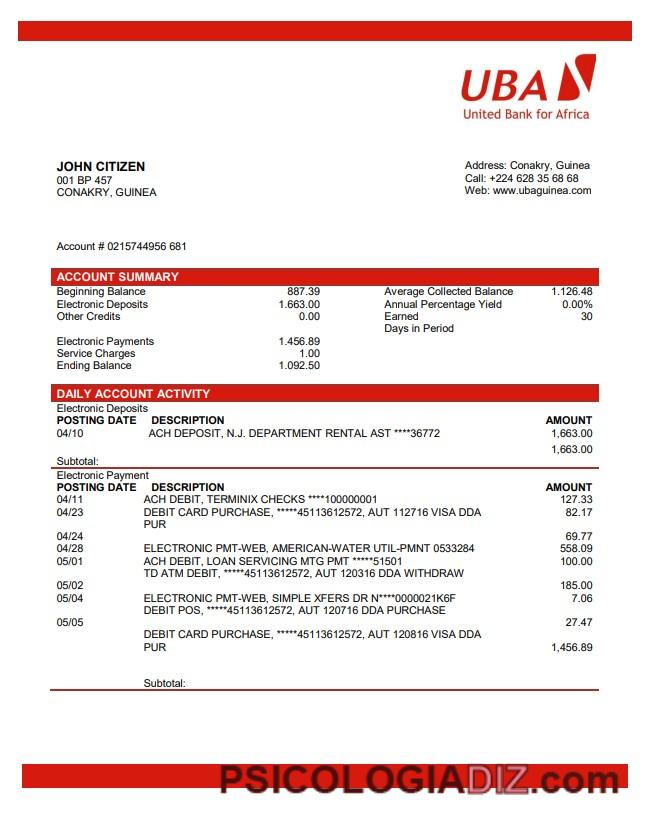 UBA
United Bank for Africa
JOHN CITIZEN
001 BP 457
CONAKRY, GUINEA
Address: Conakry, Guinea
Call: +224 628 35 68 68
Web: www.ubaguinea.com
Account # 0215744956 681
ACCOUNT SUMMARY
Beginning Balance 887.39 Average Collected Balance 1.126.48
Electronic Deposits 1.663.00 Annual Percentage Yield 0.00%
Other Credits 0.00 Earned 30
Days in Period
Electronic Payments 1.456.89
Service Charges 1.00
Ending Balance 1.092.50
DAILY ACCOUNT ACTIVITY
Electronic Deposits
POSTING DATE DESCRIPTION AMOUNT
04/10 ACH DEPOSIT, N.J. DEPARTMENT RENTAL AST ****36772 1,663.00
1,663.00
Subtotal:
Electronic Payment
POSTING DATE DESCRIPTION AMOUNT
04/11 ACH DEBIT, TERMINIX CHECKS ****100000001 127.33
04/23 DEBIT CARD PURCHASE, *****45113612572, AUT 112716 VISA DDA 82.17
PUR
04/24 69.77
04/28 ELECTRONIC PMT-WEB, AMERICAN-WATER UTIL-PMNT 0533284 558.09
05/01 ACH DEBIT, LOAN SERVICING MTG PMT *****51501 100.00
TD ATM DEBIT, *****45113612572, AUT 120316 DDA WITHDRAW
05/02 185.00
05/04 ELECTRONIC PMT-WEB, SIMPLE XFERS DR N****0000021K6F 7.06
DEBIT POS, *****45113612572, AUT 120716 DDA PURCHASE
05/05 27.47
DEBIT CARD PURCHASE, *****45113612572, AUT 120816 VISA DDA
PUR 1,456.89
Subtotal:
PSICOLOGIADIZ.com